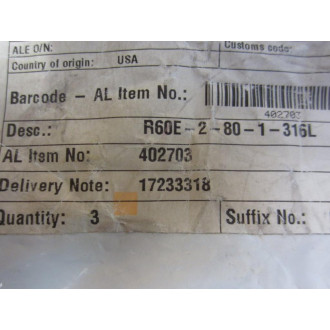 ALE O/N:
Customs code:
Country of origin: USA
Barcode - AL Item No.:
402703
Desc.: R60E-2-80-1-316L
AL Item No: 402703
Delivery Note: 17233318
Quantity: 3 Suffix No.: